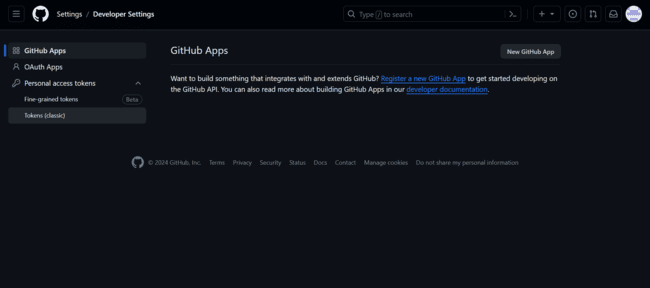 Settings / Developer Settings
Type / to search
GitHub Apps
OAuth Apps
Personal access tokens
Fine-grained tokens Beta
Tokens (classic)
GitHub Apps
New GitHub App
Want to build something that integrates with and extends GitHub? Register a new GitHub App to get started developing on
the GitHub API. You can also read more about building GitHub Apps in our developer documentation.
© 2024 GitHub, Inc. Terms Privacy Security Status Docs Contact Manage cookies Do not share my personal information